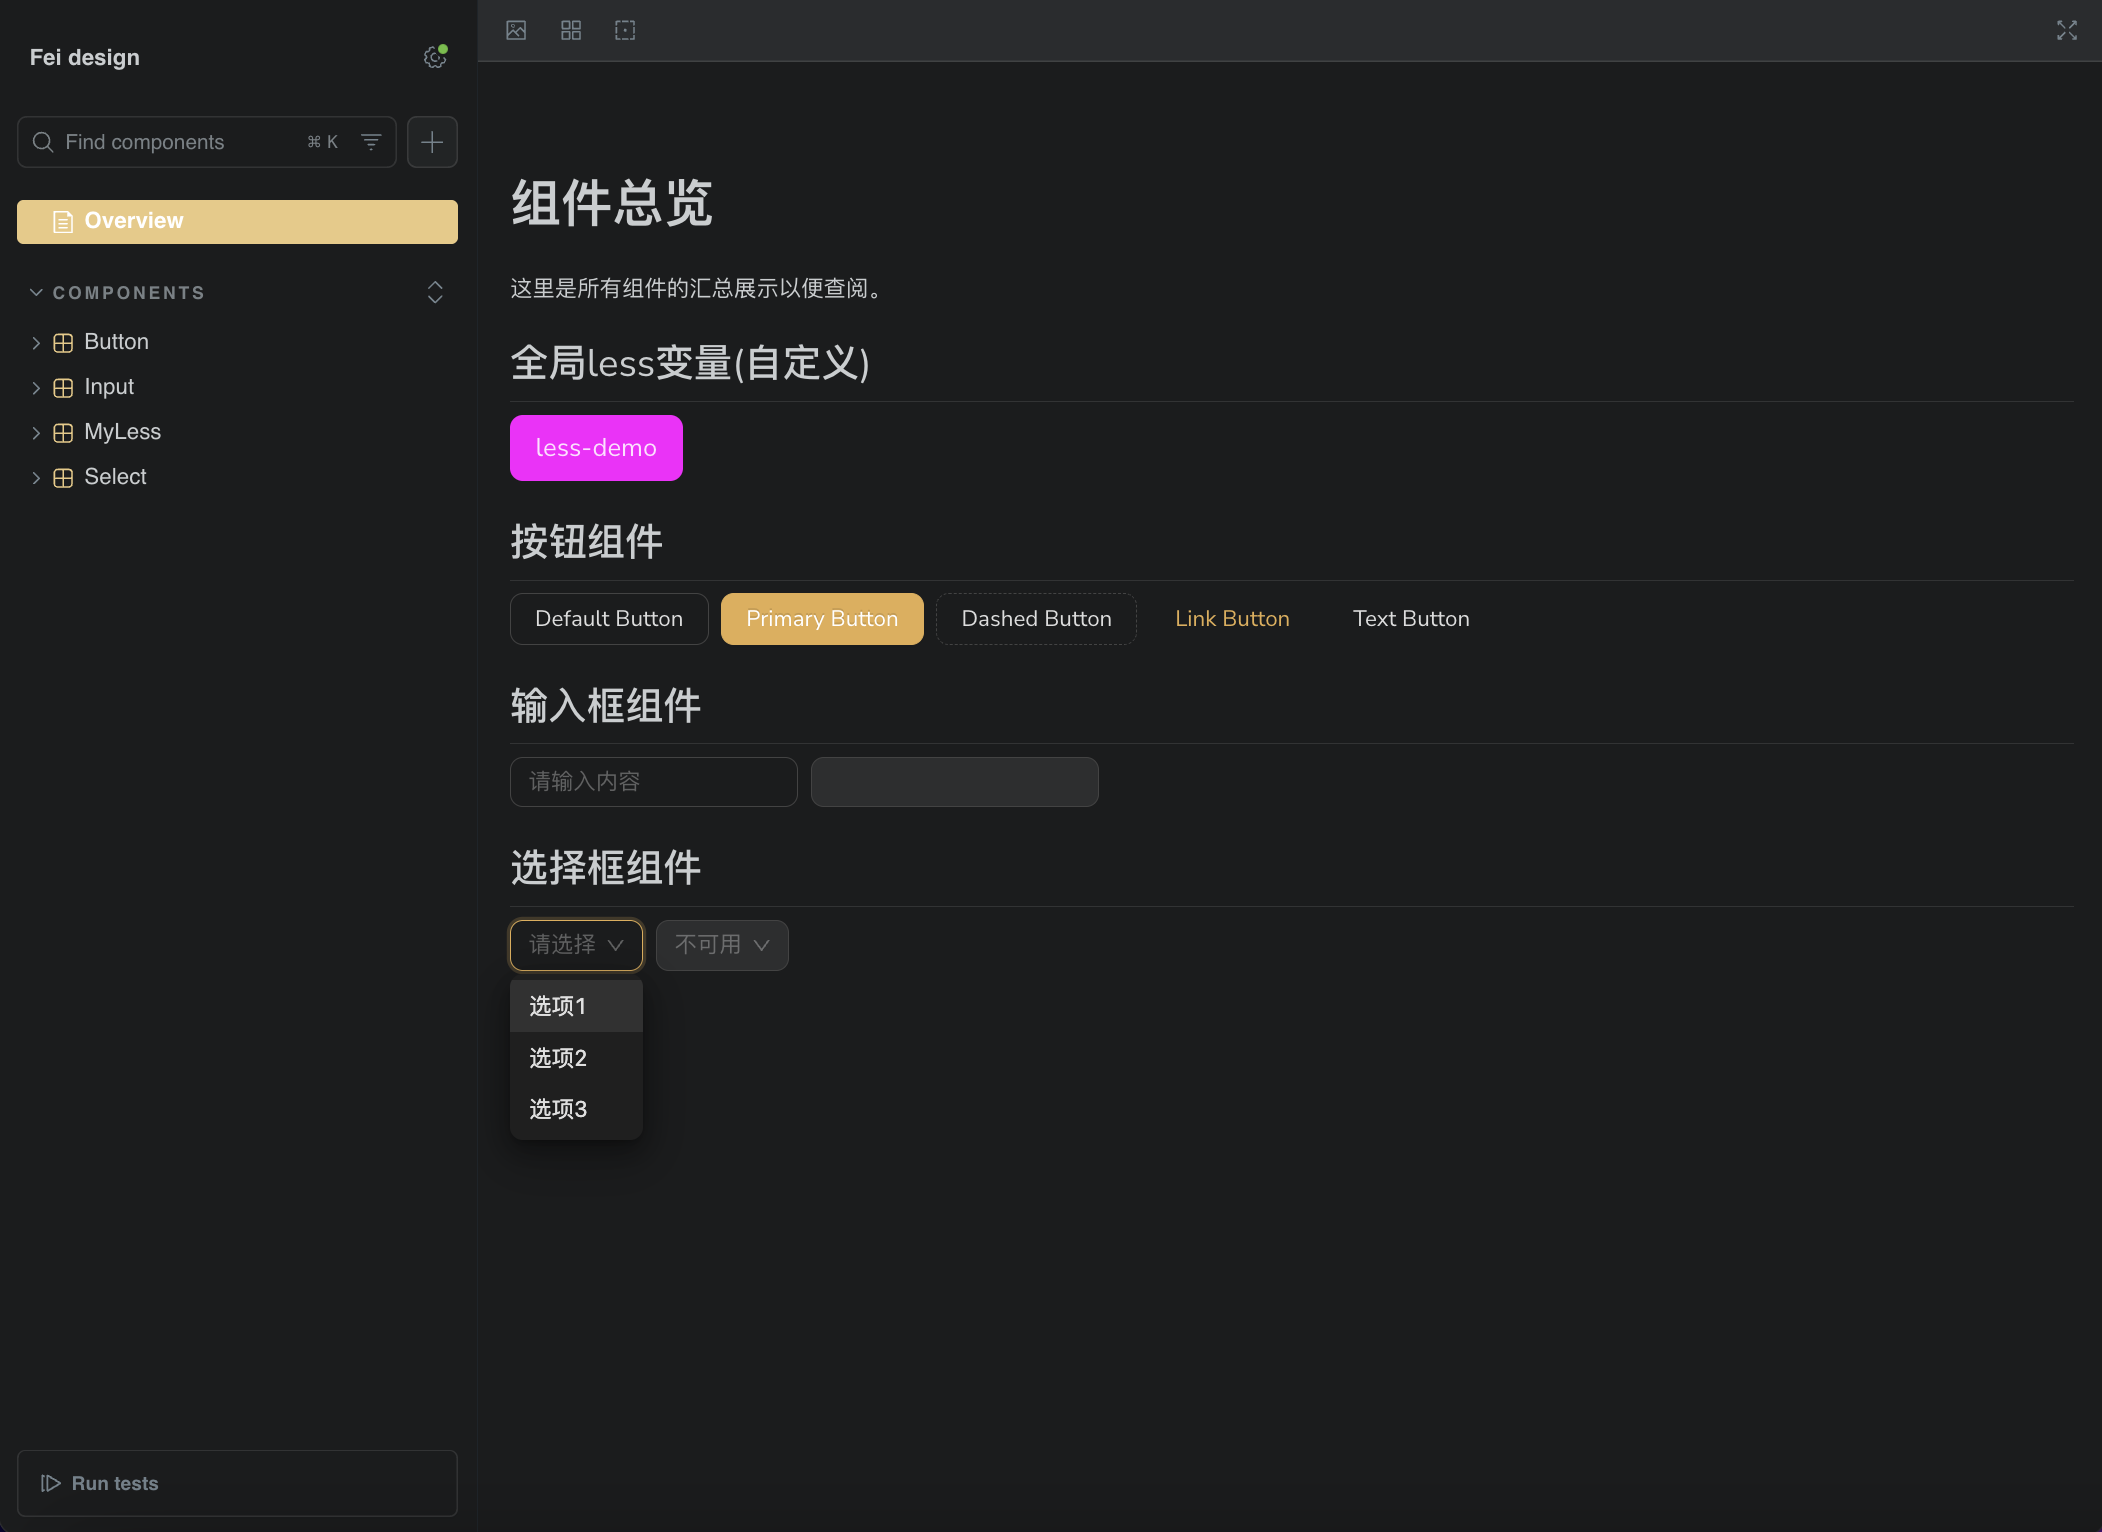 Fei design
Find components
⌘ K
Overview
COMPONENTS
Button
Input
MyLess
Select
Run tests
组件总览
这里是所有组件的汇总展示以便查阅。
全局less变量(自定义)
less-demo
按钮组件
Default Button
Primary Button
Dashed Button
Link Button
Text Button
输入框组件
请输入内容
选择框组件
请选择
不可用
选项1
选项2
选项3